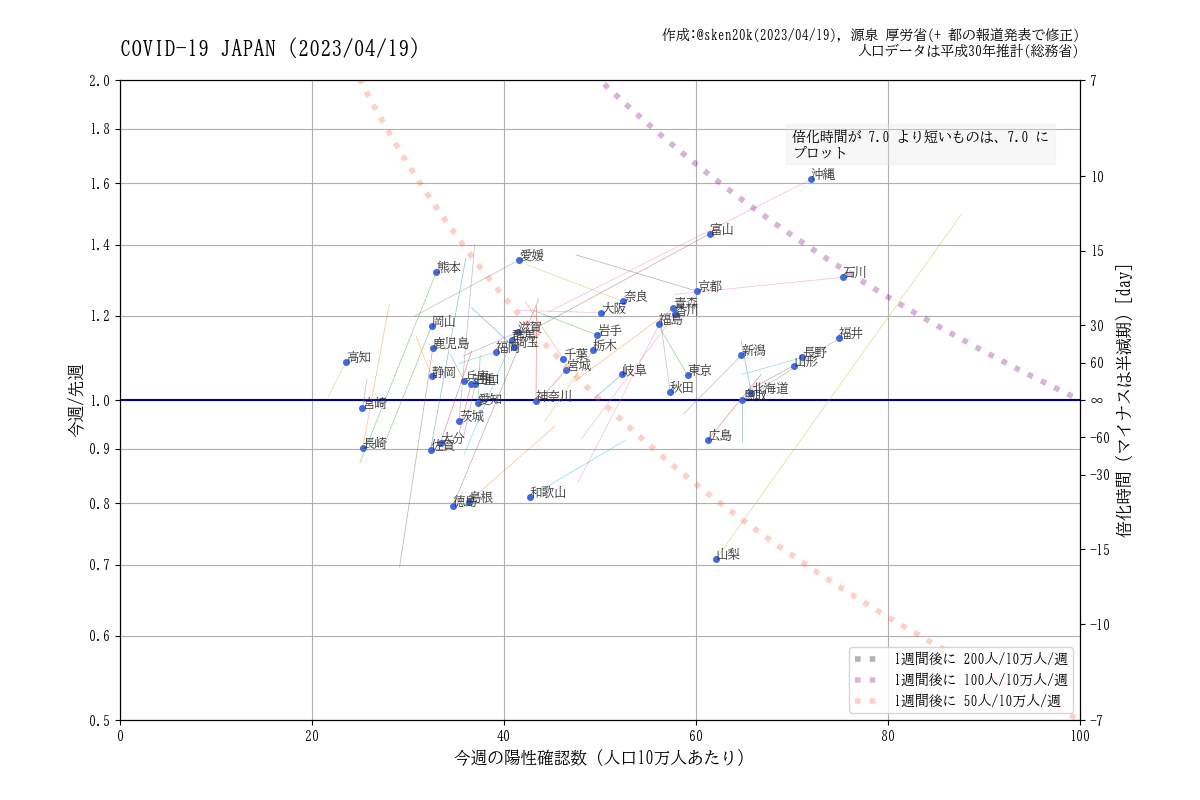 COVID-19 JAPAN (2023/04/19)
作成:@sken20k(2023/04/19), 源泉 厚労省(+ 都の報道発表で修正)
人口データは平成30年推計(総務省)
倍化時間が 7.0 より短いものは、7.0 に
プロット
今週/先週
2.0
1.8
1.6
1.4
1.2
1.0
0.9
0.8
0.7
0.6
0.5
沖縄
富山
愛媛
熊本
石川
京都
奈良
青森
香川
大阪
福島
岡山
滋賀
岩手
福井
鹿児島
埼玉
福岡
栃木
新潟
長野
千葉
高知
山形
宮城
静岡
岐阜
東京
兵庫
北海道
秋田
鳥取
神奈川
愛知
宮崎
茨城
広島
大分
佐賀
長崎
島根
徳島
和歌山
山梨
7
10
15
30
60
∞
-60
-30
-15
-10
-7
倍化時間 (マイナスは半減期) [day]
1週間後に 200人/10万人/週
1週間後に 100人/10万人/週
1週間後に 50人/10万人/週
0
20
40
60
80
100
今週の陽性確認数 (人口10万人あたり)